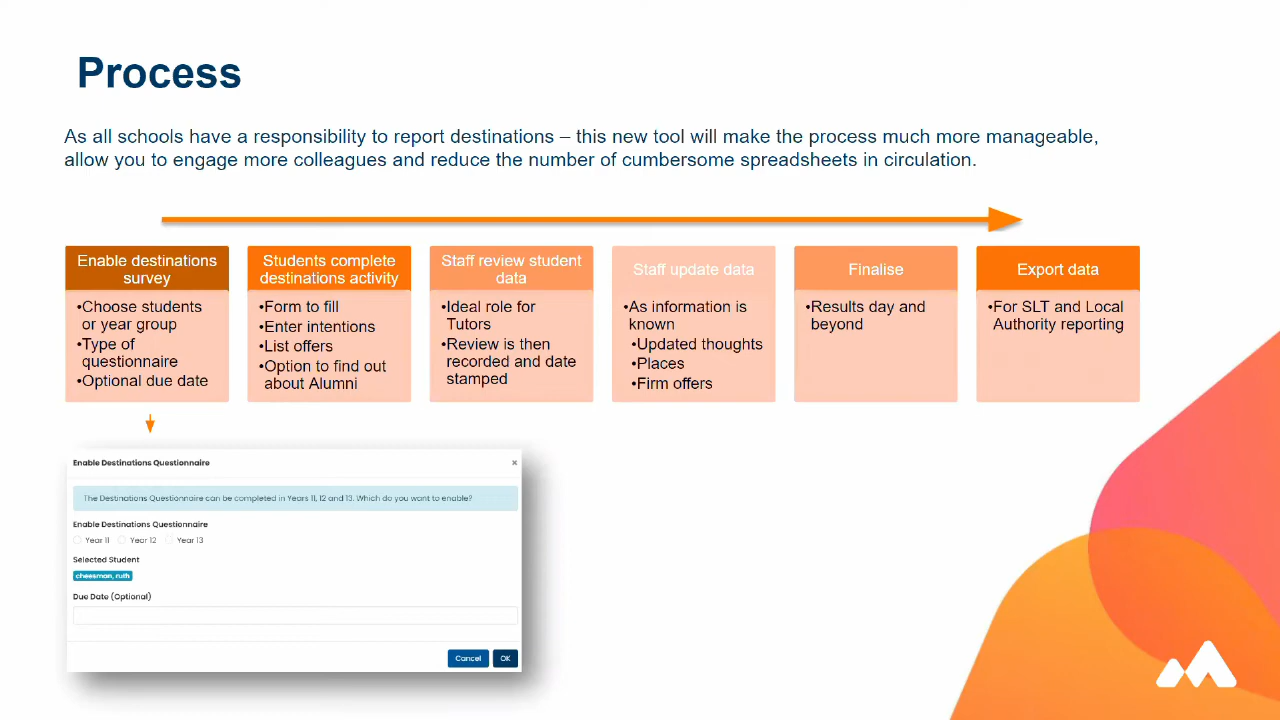 Process
As all schools have a responsibility to report destinations – this new tool will make the process much more manageable,
allow you to engage more colleagues and reduce the number of cumbersome spreadsheets in circulation.
Enable destinations
survey
•Choose students
or year group
•Type of
questionnaire
•Optional due date
Students complete
destinations activity
•Form to fill
•Enter intentions
•List offers
•Option to find out
about Alumni
Staff review student
data
•Ideal role for
Tutors
•Review is then
recorded and date
stamped
Staff update data
•As information is
known
•Updated thoughts
•Places
•Firm offers
Finalise
•Results day and
beyond
Export data
•For SLT and Local
Authority reporting
Enable Destinations Questionnaire ×
The Destinations Questionnaire can be completed in Years 11, 12 and 13. Which do you want to enable?
Enable Destinations Questionnaire
Year 11 Year 12 Year 13
Selected Student
cheesman, ruth
Due Date (Optional)
Cancel OK